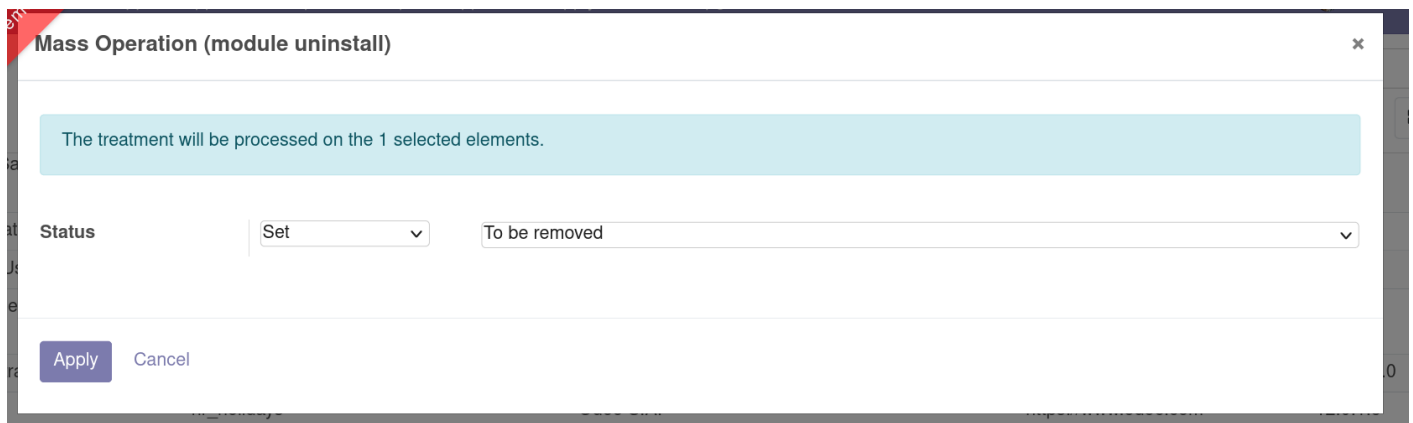 Mass Operation (module uninstall)
×
The treatment will be processed on the 1 selected elements.
Status
Set
To be removed
Apply
Cancel